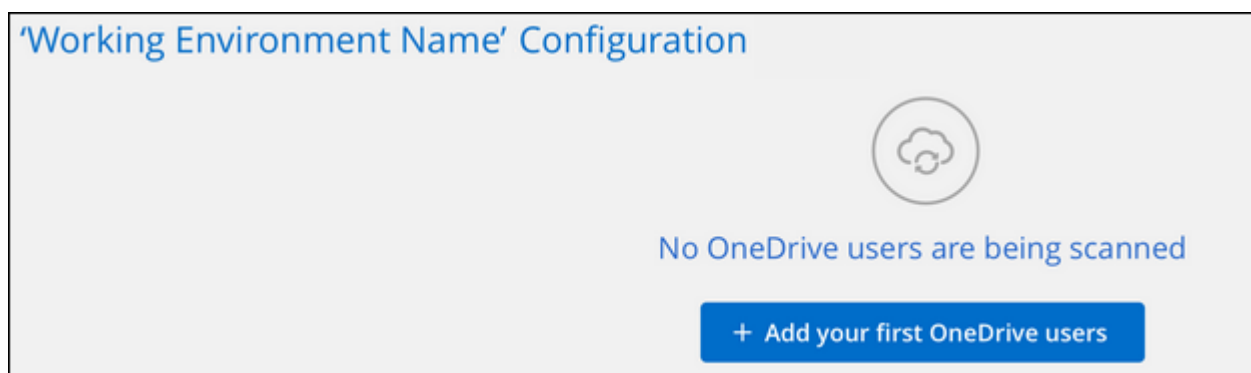 ‘Working Environment Name’ Configuration
No OneDrive users are being scanned
+ Add your first OneDrive users